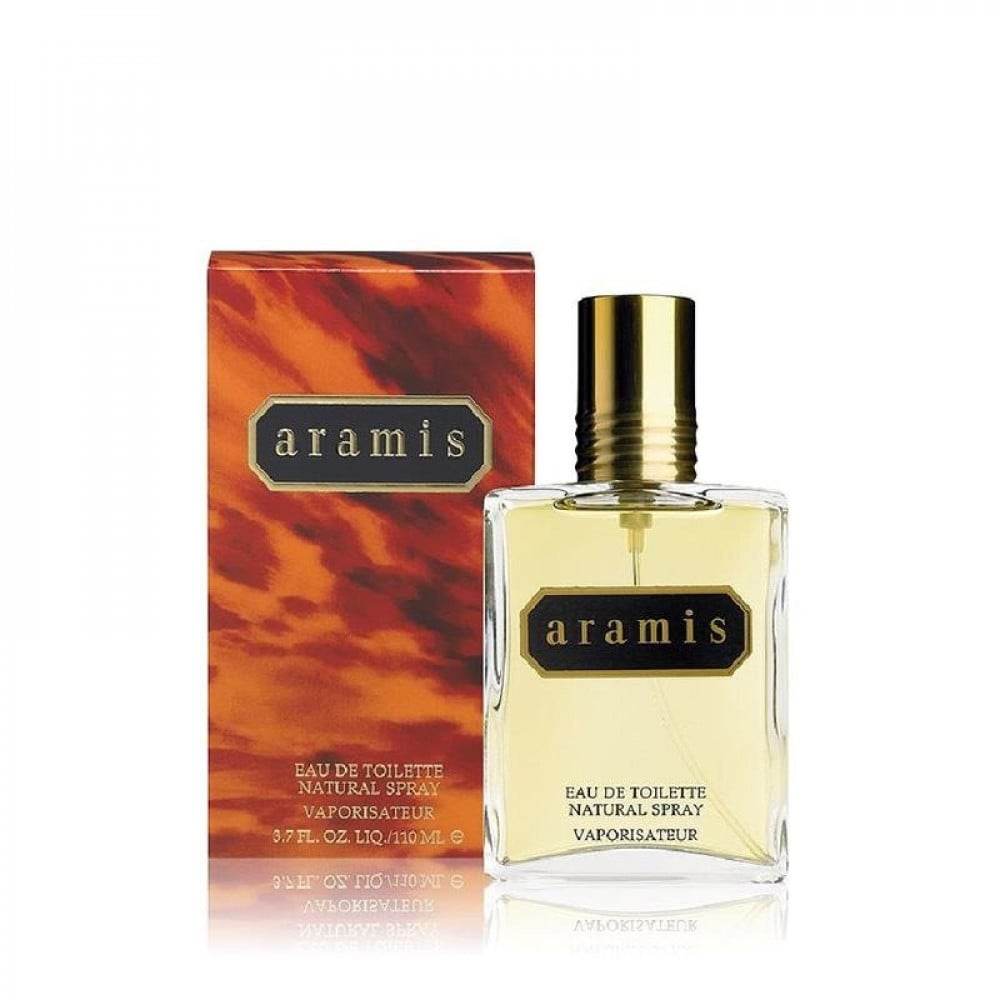 aramis
EAU DE TOILETTE
NATURAL SPRAY
VAPORISATEUR
3.7 FL. OZ. LIQ./110 ML ℮
aramis
EAU DE TOILETTE
NATURAL SPRAY
VAPORISATEUR